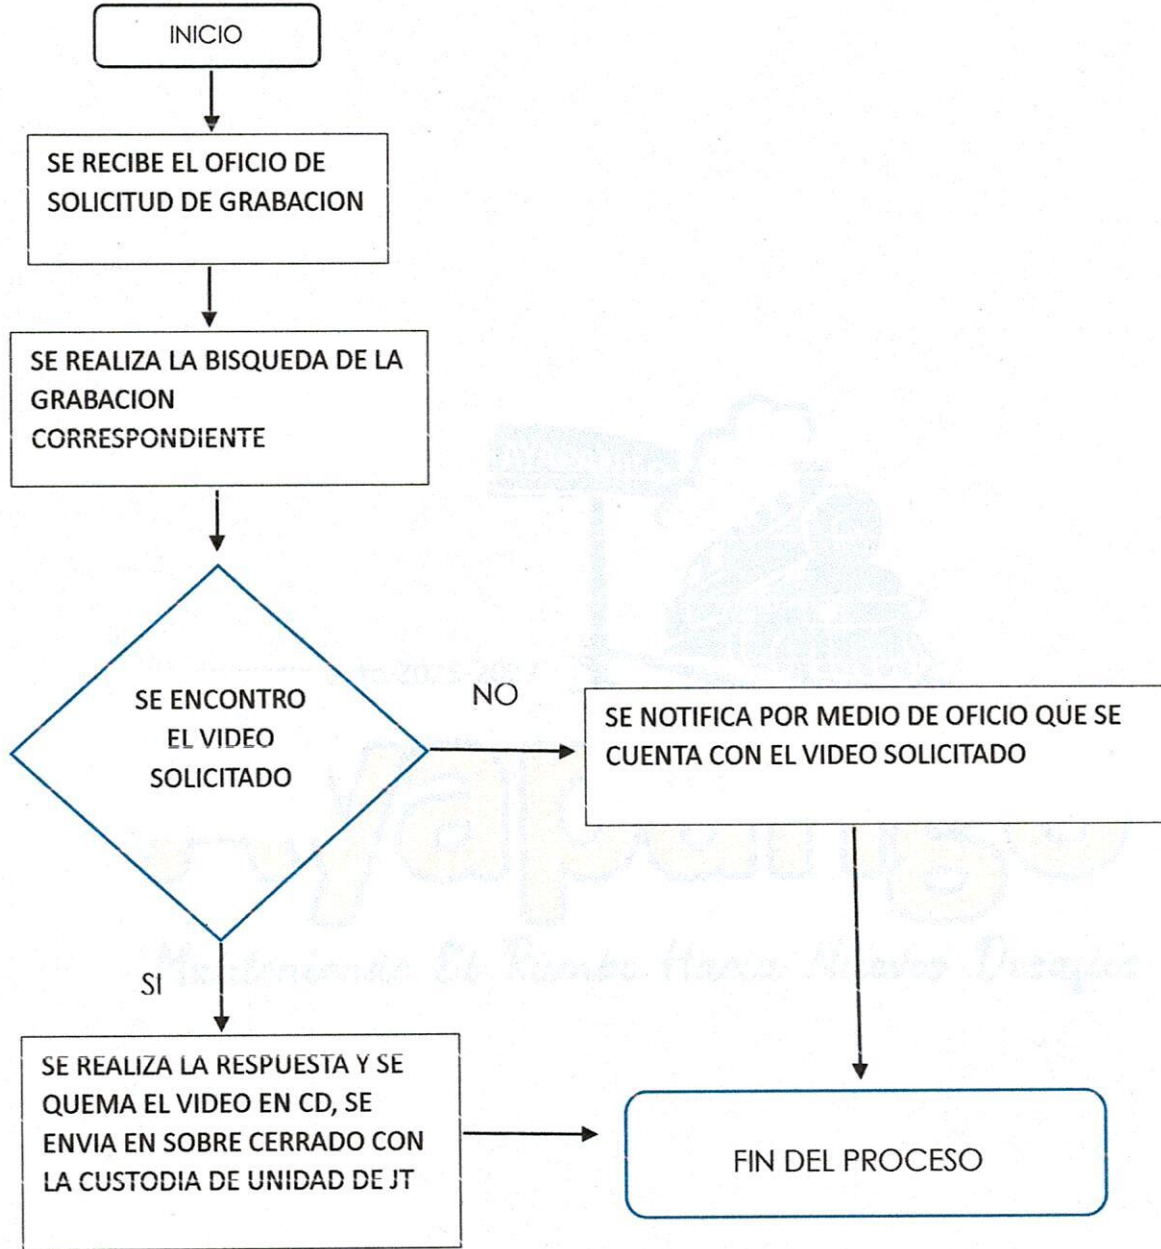 INICIO
SE RECIBE EL OFICIO DE
SOLICITUD DE GRABACION
SE REALIZA LA BISQUEDA DE LA
GRABACION
CORRESPONDIENTE
SE ENCONTRO
EL VIDEO
SOLICITADO
NO
SE NOTIFICA POR MEDIO DE OFICIO QUE SE
CUENTA CON EL VIDEO SOLICITADO
SI
SE REALIZA LA RESPUESTA Y SE
QUEMA EL VIDEO EN CD, SE
ENVIA EN SOBRE CERRADO CON
LA CUSTODIA DE UNIDAD DE JT
FIN DEL PROCESO